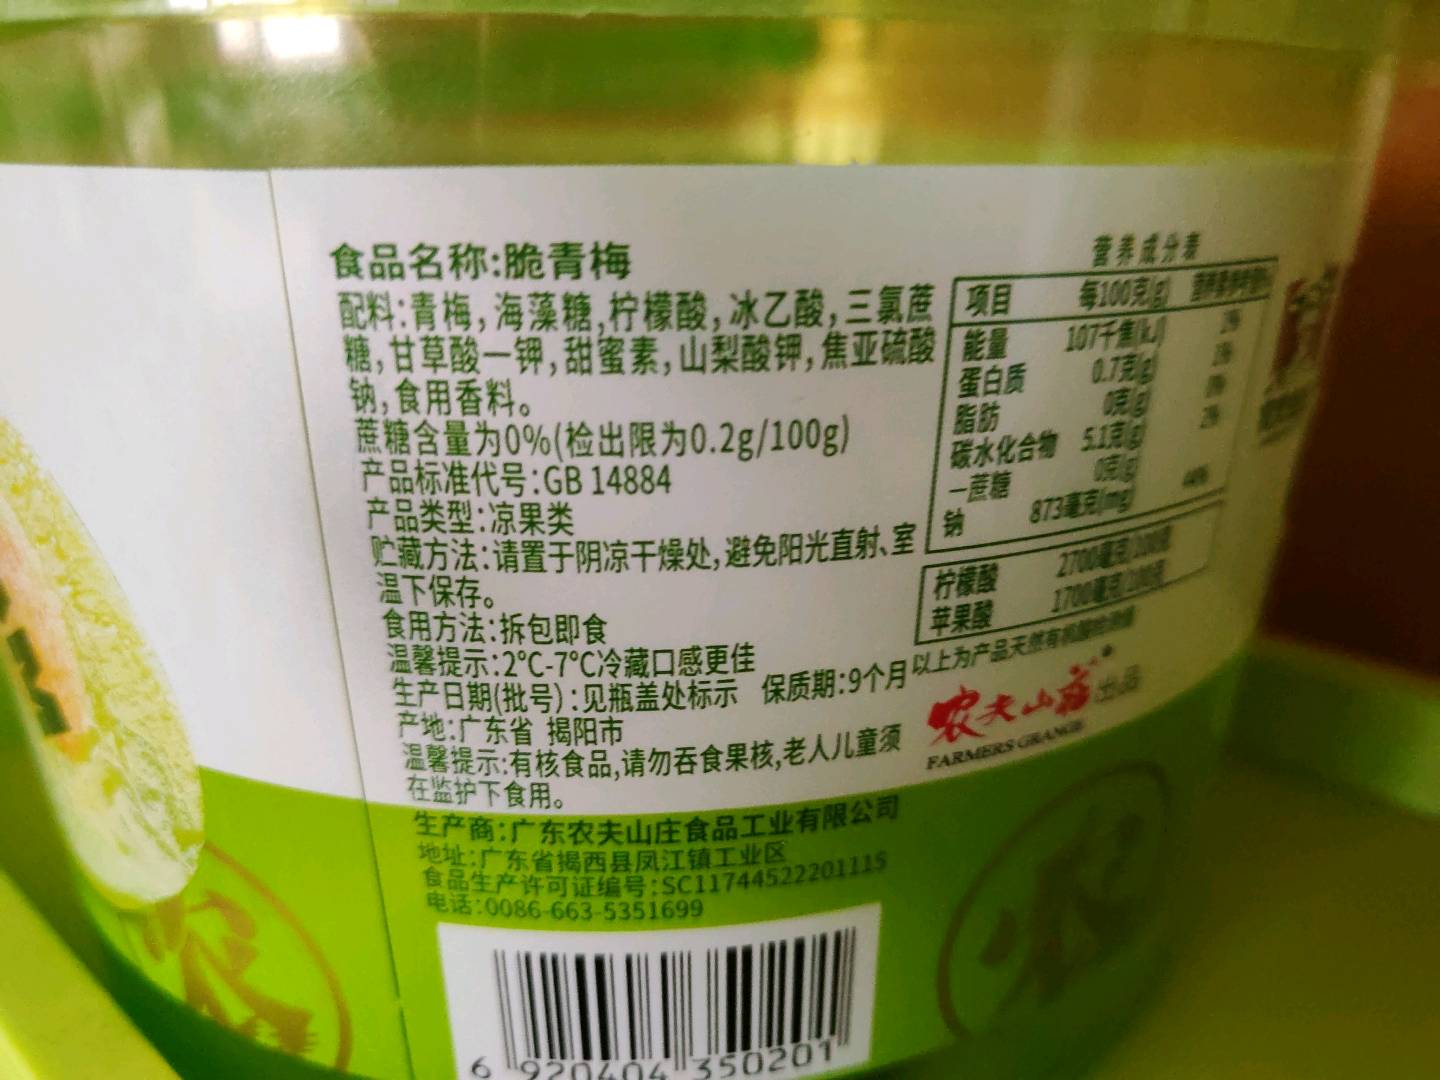 食品名称:脆青梅
配料:青梅,海藻糖,柠檬酸,冰乙酸,三氯蔗
糖,甘草酸一钾,甜蜜素,山梨酸钾,焦亚硫酸
钠,食用香料。
蔗糖含量为0%(检出限为0.2g/100g)
产品标准代号:GB 14884
产品类型:凉果类
贮藏方法:请置于阴凉干燥处,避免阳光直射、室
温下保存。
食用方法:拆包即食
温馨提示:2°C-7°C冷藏口感更佳
生产日期(批号):见瓶盖处标示 保质期:9个月
产地:广东省 揭阳市
温馨提示:有核食品,请勿吞食果核,老人儿童须
在监护下食用。
生产商:广东农夫山庄食品工业有限公司
地址:广东省揭西县凤江镇工业区
食品生产许可证编号:SC11744522201115
电话:0086-663-5351699
6 920404 350201
营养成分表
项目 每100克(g)
能量 107千焦(kJ)
蛋白质 0.7克(g)
脂肪 0克(g) 0%
碳水化合物 5.1克(g) 2%
—蔗糖 0克(g)
钠 873毫克(mg) 44%
柠檬酸 2700毫克/100克
苹果酸 1700毫克/100克
以上为产品天然有机酸
农夫山庄 出品
FARMERS GRANGE
农
农